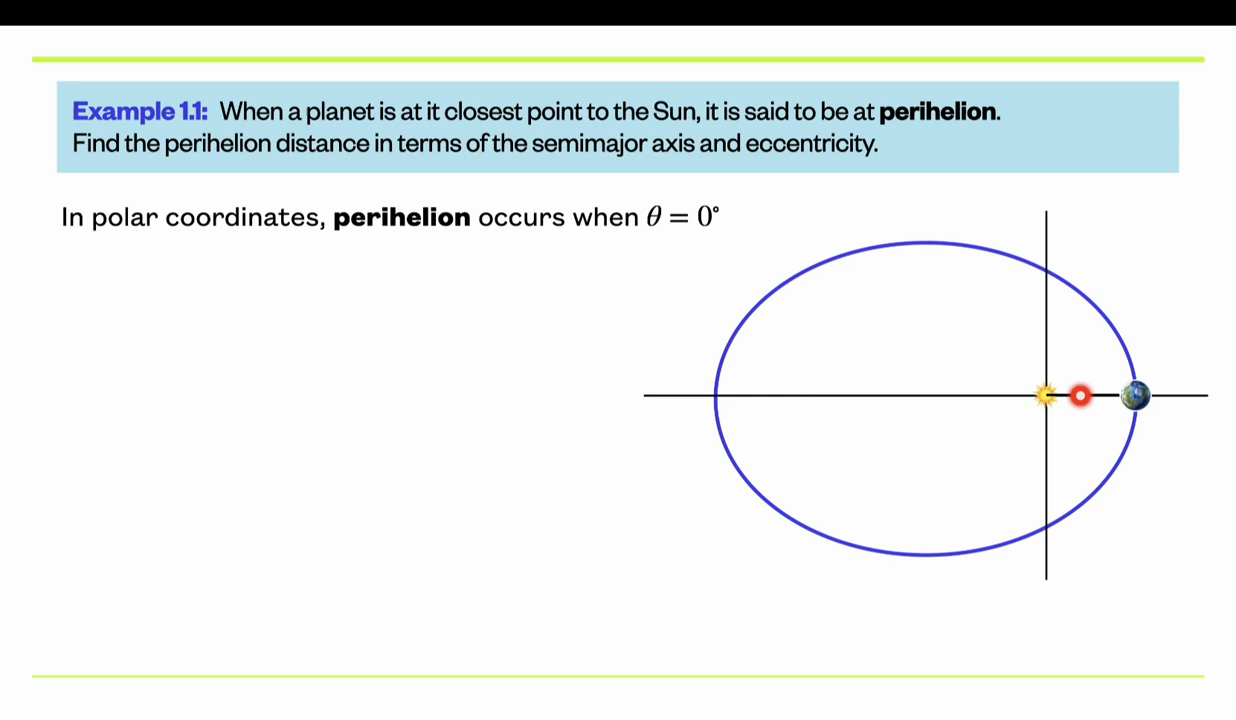 Example 1.1: When a planet is at it closest point to the Sun, it is said to be at perihelion.
Find the perihelion distance in terms of the semimajor axis and eccentricity.
In polar coordinates, perihelion occurs when θ = 0°